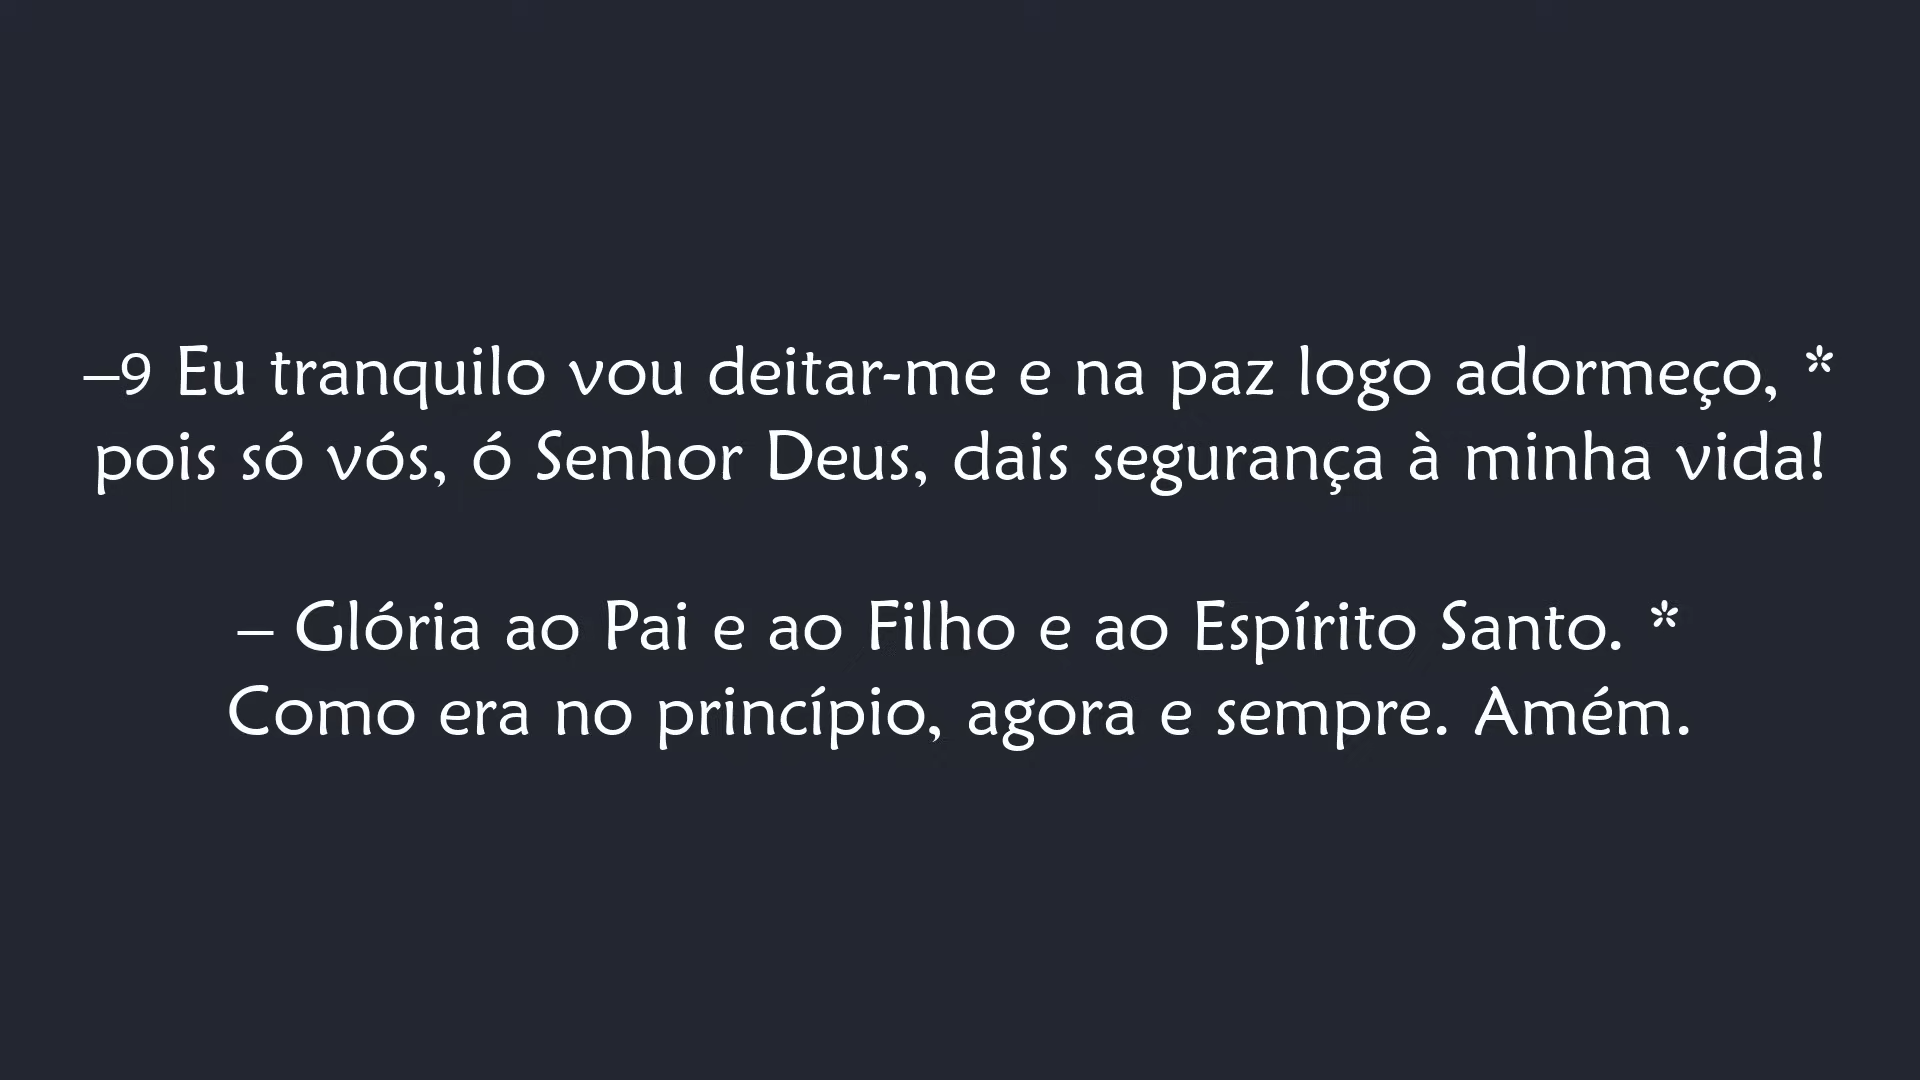 –9 Eu tranquilo vou deitar-me e na paz logo adormeço, *
pois só vós, ó Senhor Deus, dais segurança à minha vida!
– Glória ao Pai e ao Filho e ao Espírito Santo. *
Como era no princípio, agora e sempre. Amém.